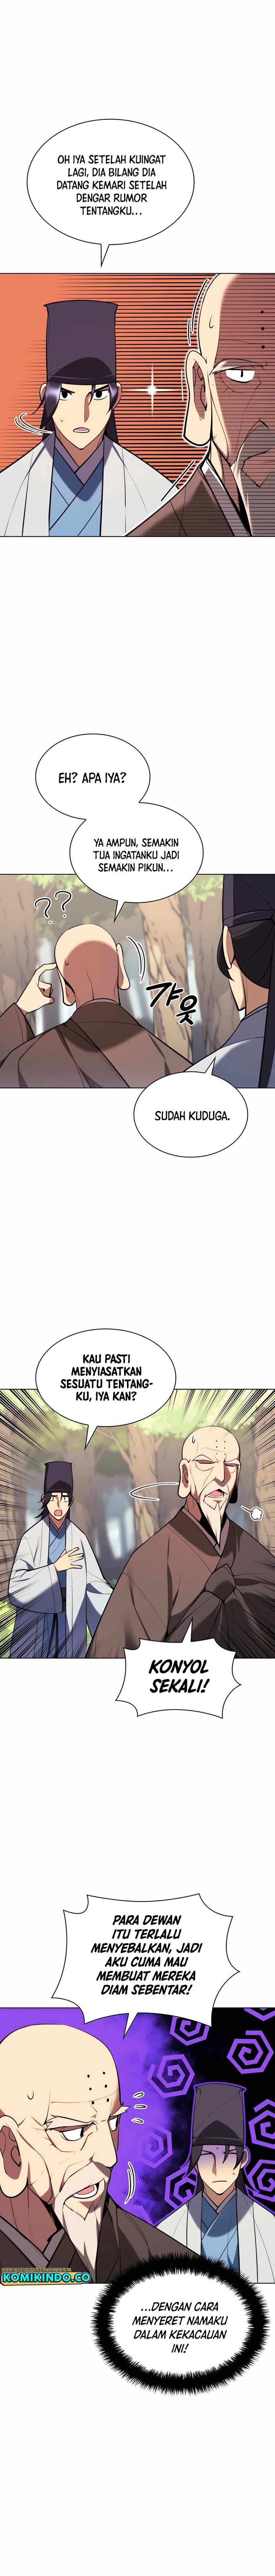 OH IYA SETELAH KUINGAT
LAGI, DIA BILANG DIA
DATANG KEMARI SETELAH
DENGAR RUMOR
TENTANGKU...
EH? APA IYA?
YA AMPUN, SEMAKIN
TUA INGATANKU JADI
SEMAKIN PIKUN...
??
갸웃
SUDAH KUDUGA.
KAU PASTI
MENYIASATKAN
SESUATU TENTANG-
KU, IYA KAN?
KONYOL
SEKALI!
PARA DEWAN
ITU TERLALU
MENYEBALKAN, JADI
AKU CUMA MAU
MEMBUAT MEREKA
DIAM SEBENTAR!
KOMIKINDO.CO
...DENGAN CARA
MENYERET NAMAKU
DALAM KEKACAUAN
INI!